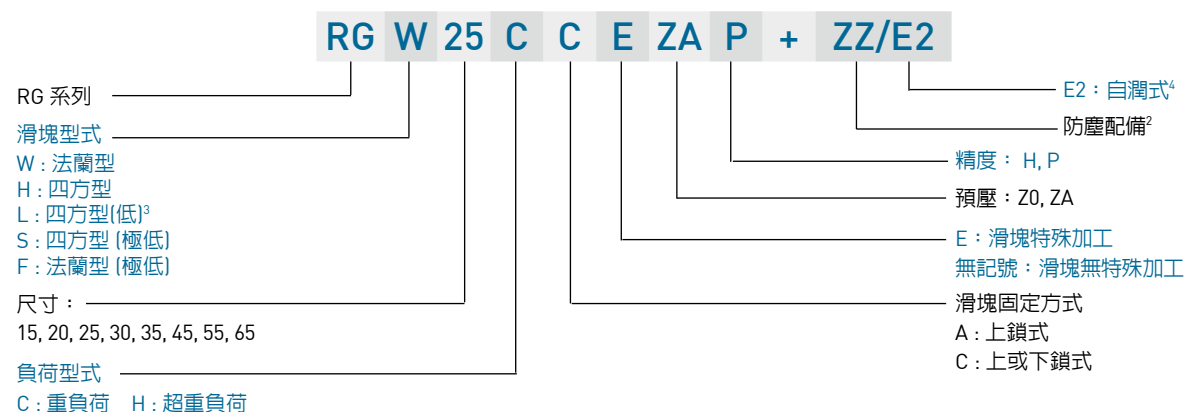 RG W 25 C C E ZA P + ZZ/E2
RG 系列
滑塊型式
W : 法蘭型
H : 四方型
L : 四方型(低)³
S : 四方型 (極低)
F : 法蘭型 (極低)
尺寸：
15, 20, 25, 30, 35, 45, 55, 65
負荷型式
C : 重負荷 H : 超重負荷
E2：自潤式⁴
防塵配備²
精度： H, P
預壓：Z0, ZA
E：滑塊特殊加工
無記號：滑塊無特殊加工
滑塊固定方式
A : 上鎖式
C : 上或下鎖式